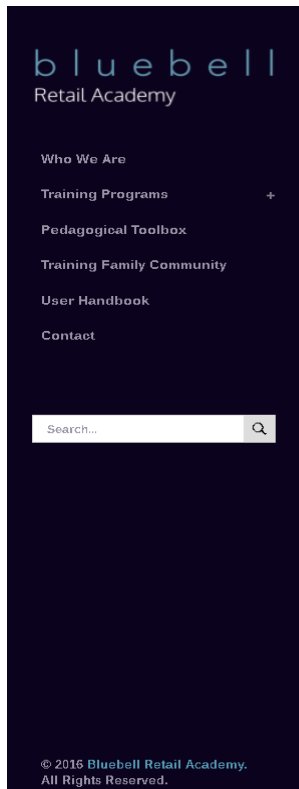 bluebell
Retail Academy
Who We Are
Training Programs +
Pedagogical Toolbox
Training Family Community
User Handbook
Contact
Search...
© 2016 Bluebell Retail Academy.
All Rights Reserved.